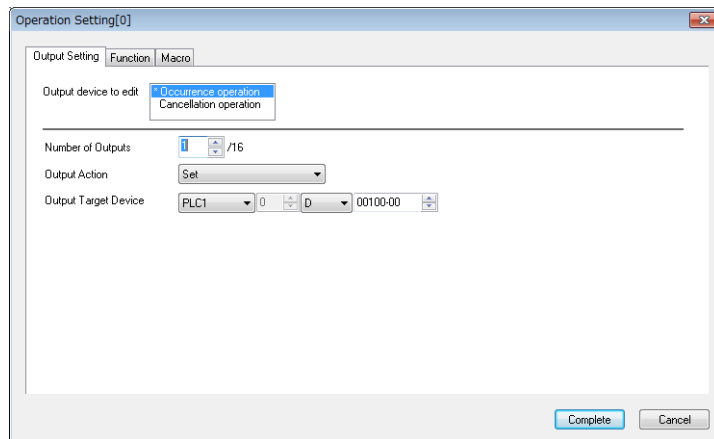 Operation Setting[0]
Output Setting Function Macro
Output device to edit
* Occurrence operation
Cancellation operation
Number of Outputs 1 /16
Output Action Set
Output Target Device PLC1 0 D 00100-00
Complete Cancel